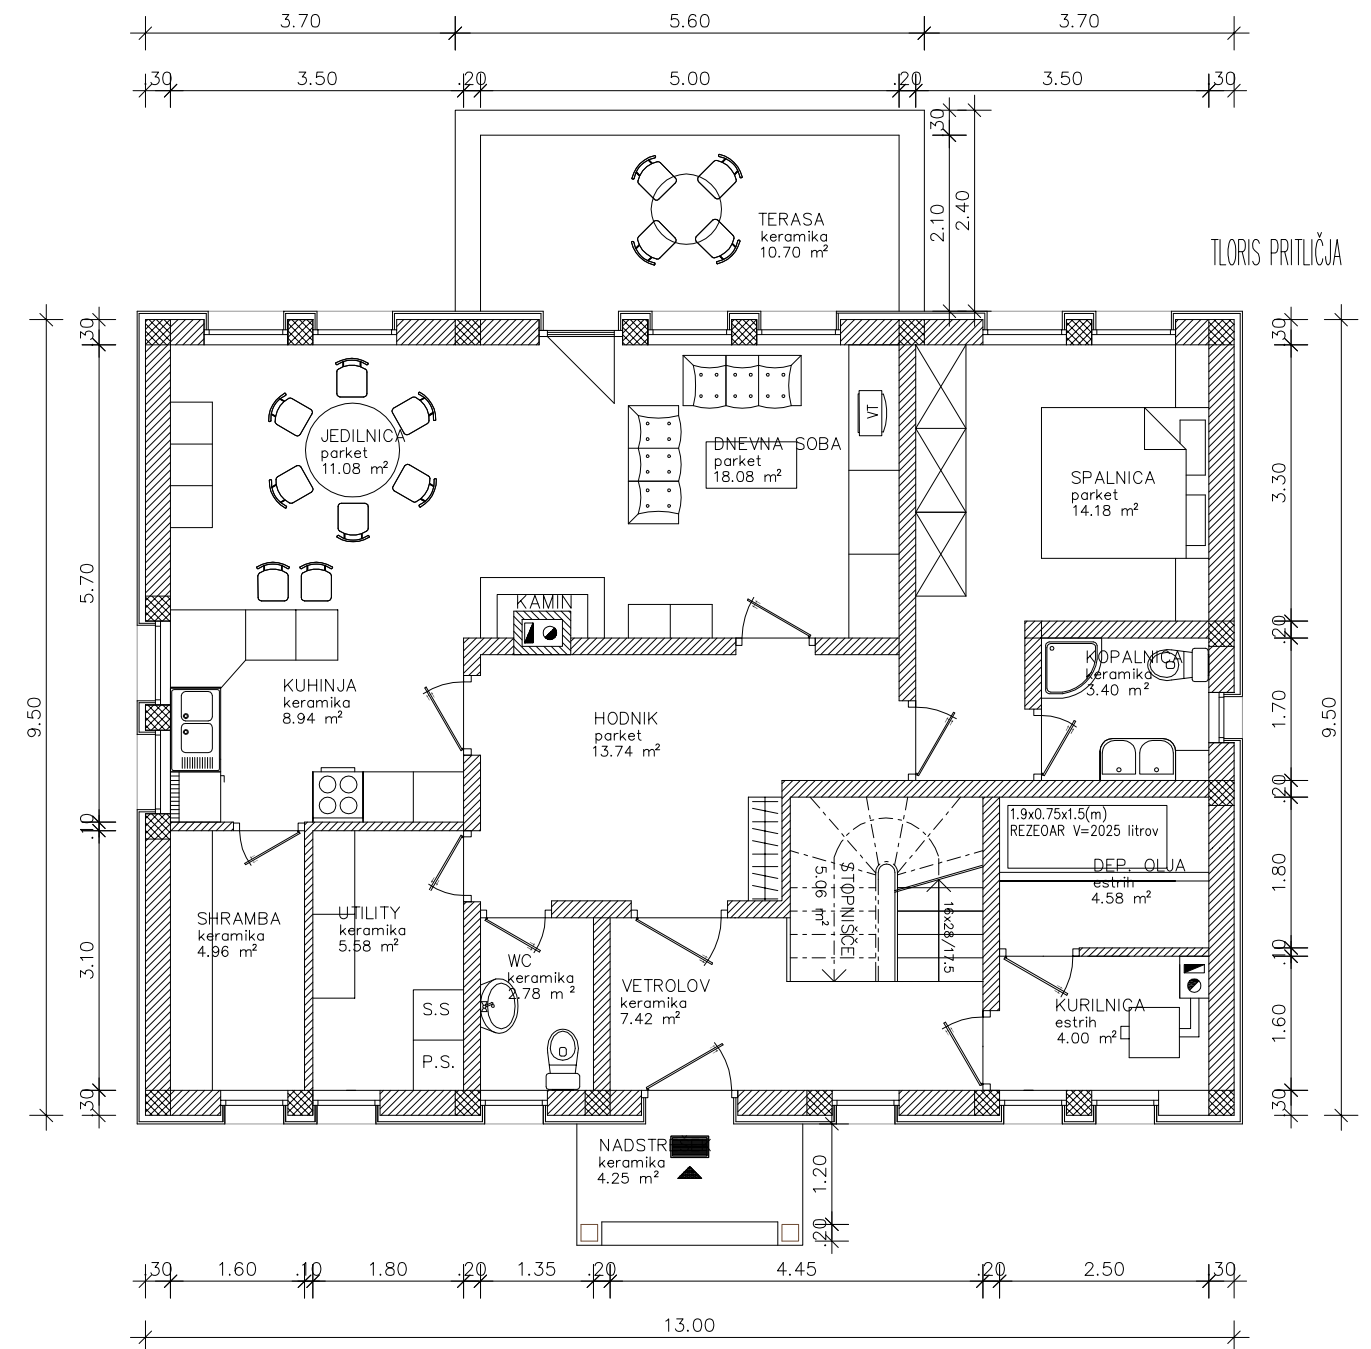 3.70 5.60 3.70
.30 3.50 .20 5.00 .20 3.50 .30
.30
2.10
2.40
TERASA
keramika
10.70 m²
TLORIS PRITLIČJA
9.50
.30
5.70
.10
3.10
.30
JEDILNICA
parket
11.08 m²
DNEVNA SOBA
parket
18.08 m²
VT
SPALNICA
parket
14.18 m²
KAMIN
KUHINJA
keramika
8.94 m²
HODNIK
parket
13.74 m²
KOPALNICA
keramika
3.40 m²
.30
3.30
.20
1.70
.20
1.80
.10
1.60
.30
9.50
1.9x0.75x1.5(m)
REZEOAR V=2025 litrov
DEP. OLJA
estrih
4.58 m²
STOPNIŠČE
5.06 m²
16x28/17.5
SHRAMBA
keramika
4.96 m²
UTILITY
keramika
5.58 m²
S.S
P.S.
WC
keramika
2.78 m²
VETROLOV
keramika
7.42 m²
KURILNICA
estrih
4.00 m²
keramika
4.25 m²
1.20
.20
.30 1.60 .10 1.80 .20 1.35 .20 4.45 .20 2.50 .30
13.00